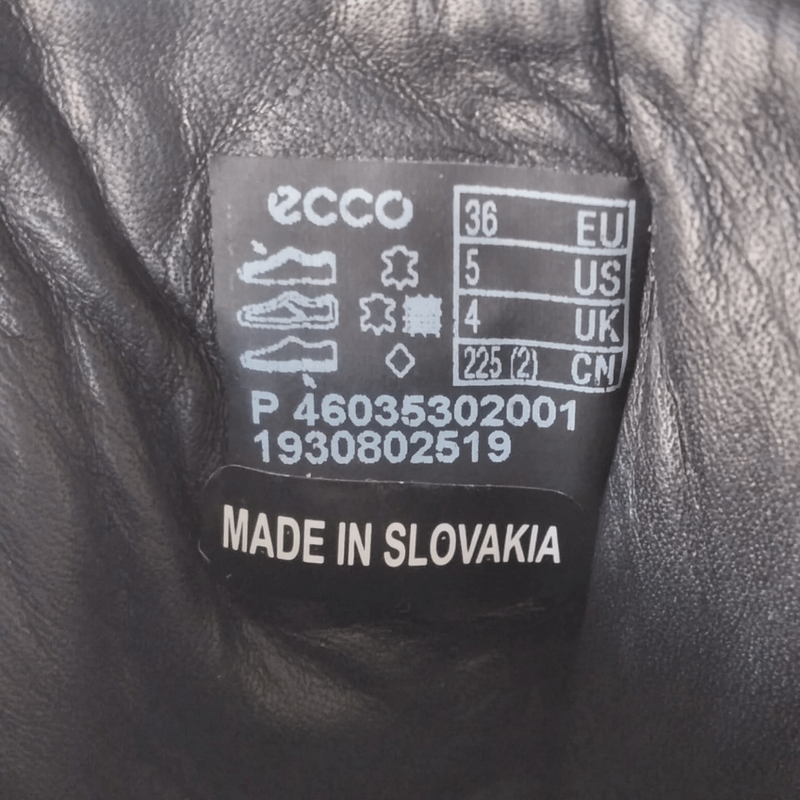 ecco
36 EU
5 US
4 UK
225 (2) CN
P 46035302001
1930802519
MADE IN SLOVAKIA